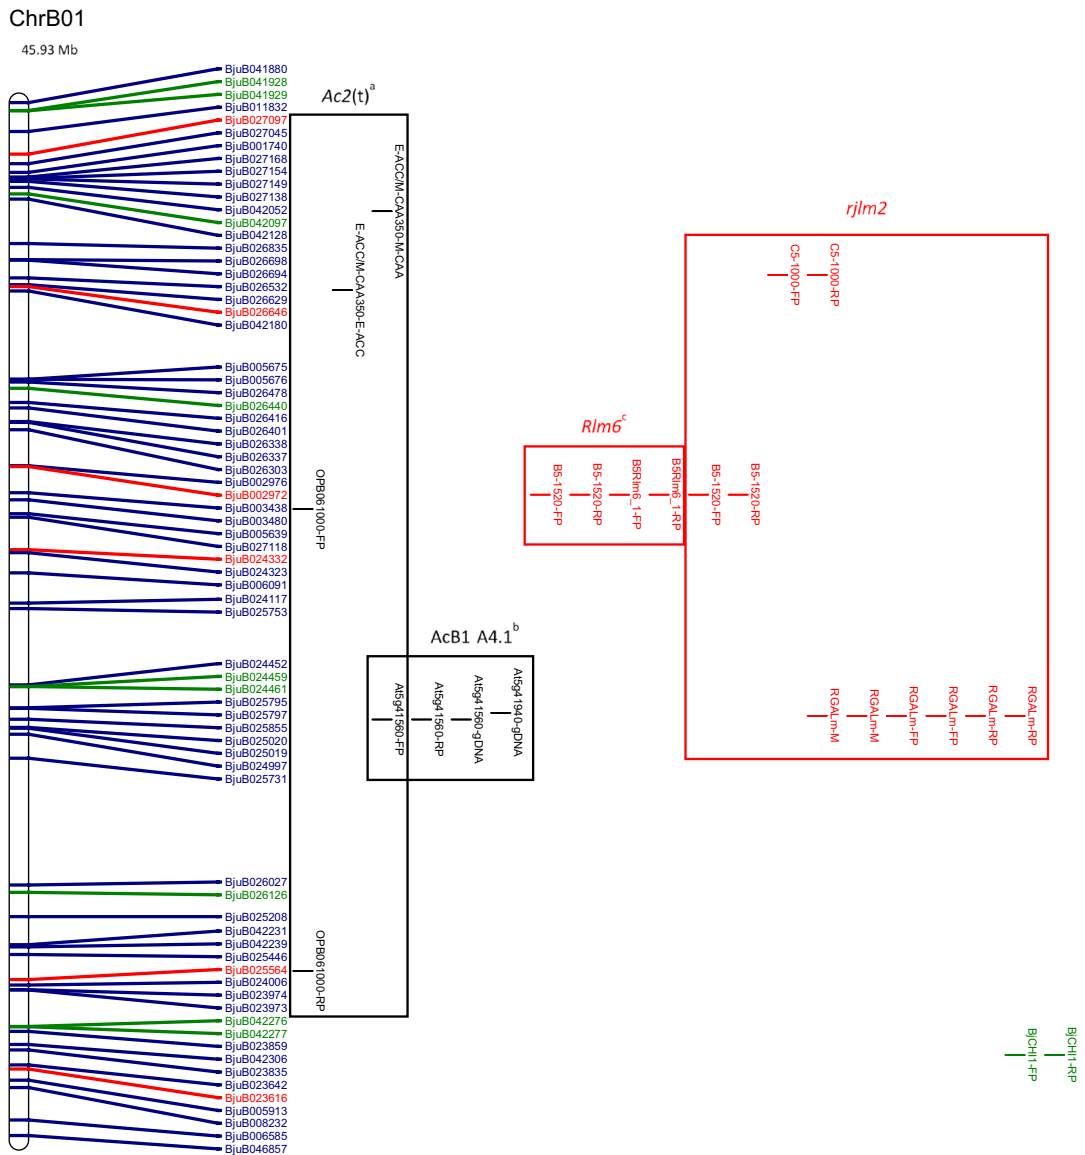 ChrB01
45.93 Mb
BjuB041880
BjuB041928
BjuB041929
BjuB011832
BjuB027097
BjuB027045
BjuB001740
BjuB027168
BjuB027154
BjuB027149
BjuB027138
BjuB042052
BjuB042097
BjuB042128
BjuB026835
BjuB026698
BjuB026694
BjuB026532
BjuB026629
BjuB026646
BjuB042180
BjuB005675
BjuB005676
BjuB026478
BjuB026440
BjuB026416
BjuB026401
BjuB026338
BjuB026337
BjuB026303
BjuB002976
BjuB002972
BjuB003438
BjuB003480
BjuB005639
BjuB027118
BjuB024332
BjuB024323
BjuB006091
BjuB024117
BjuB025753
BjuB024452
BjuB024459
BjuB024461
BjuB025795
BjuB025797
BjuB025855
BjuB025020
BjuB025019
BjuB024997
BjuB025731
BjuB026027
BjuB026126
BjuB025208
BjuB042231
BjuB042239
BjuB025446
BjuB025564
BjuB024006
BjuB023974
BjuB023973
BjuB042276
BjuB042277
BjuB023859
BjuB042306
BjuB023835
BjuB023642
BjuB023616
BjuB005913
BjuB008232
BjuB006585
BjuB046857
Ac2(t)a
E-ACC/M-CAA350-M-CAA
E-ACC/M-CAA350-E-ACC
OPB061000-FP
OPB061000-RP
AcB1 A4.1b
At5g41560-FP
At5g41560-RP
At5g41560-gDNA
At5g41940-gDNA
Rlm6c
B5-1520-FP
B5-1520-RP
B5Rlm6_1-FP
B5Rlm6_1-RP
rjlm2
C5-1000-FP
C5-1000-RP
B5-1520-FP
B5-1520-RP
RGALm-M
RGALm-M
RGALm-FP
RGALm-FP
RGALm-RP
RGALm-RP
BjCHI1-FP
BjCHI1-RP